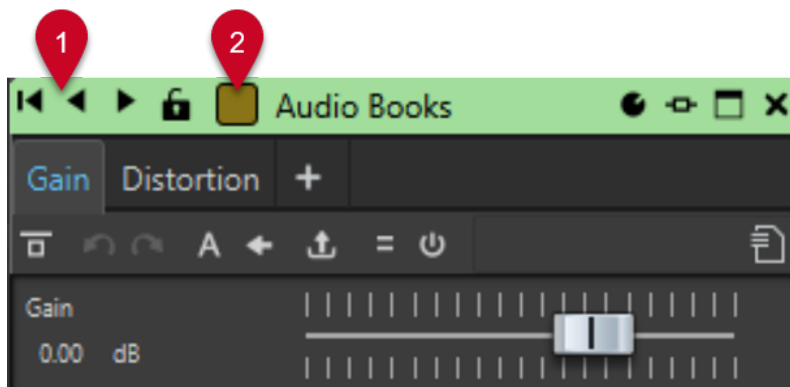 1 2
Audio Books
Gain Distortion +
A =
Gain
0.00 dB